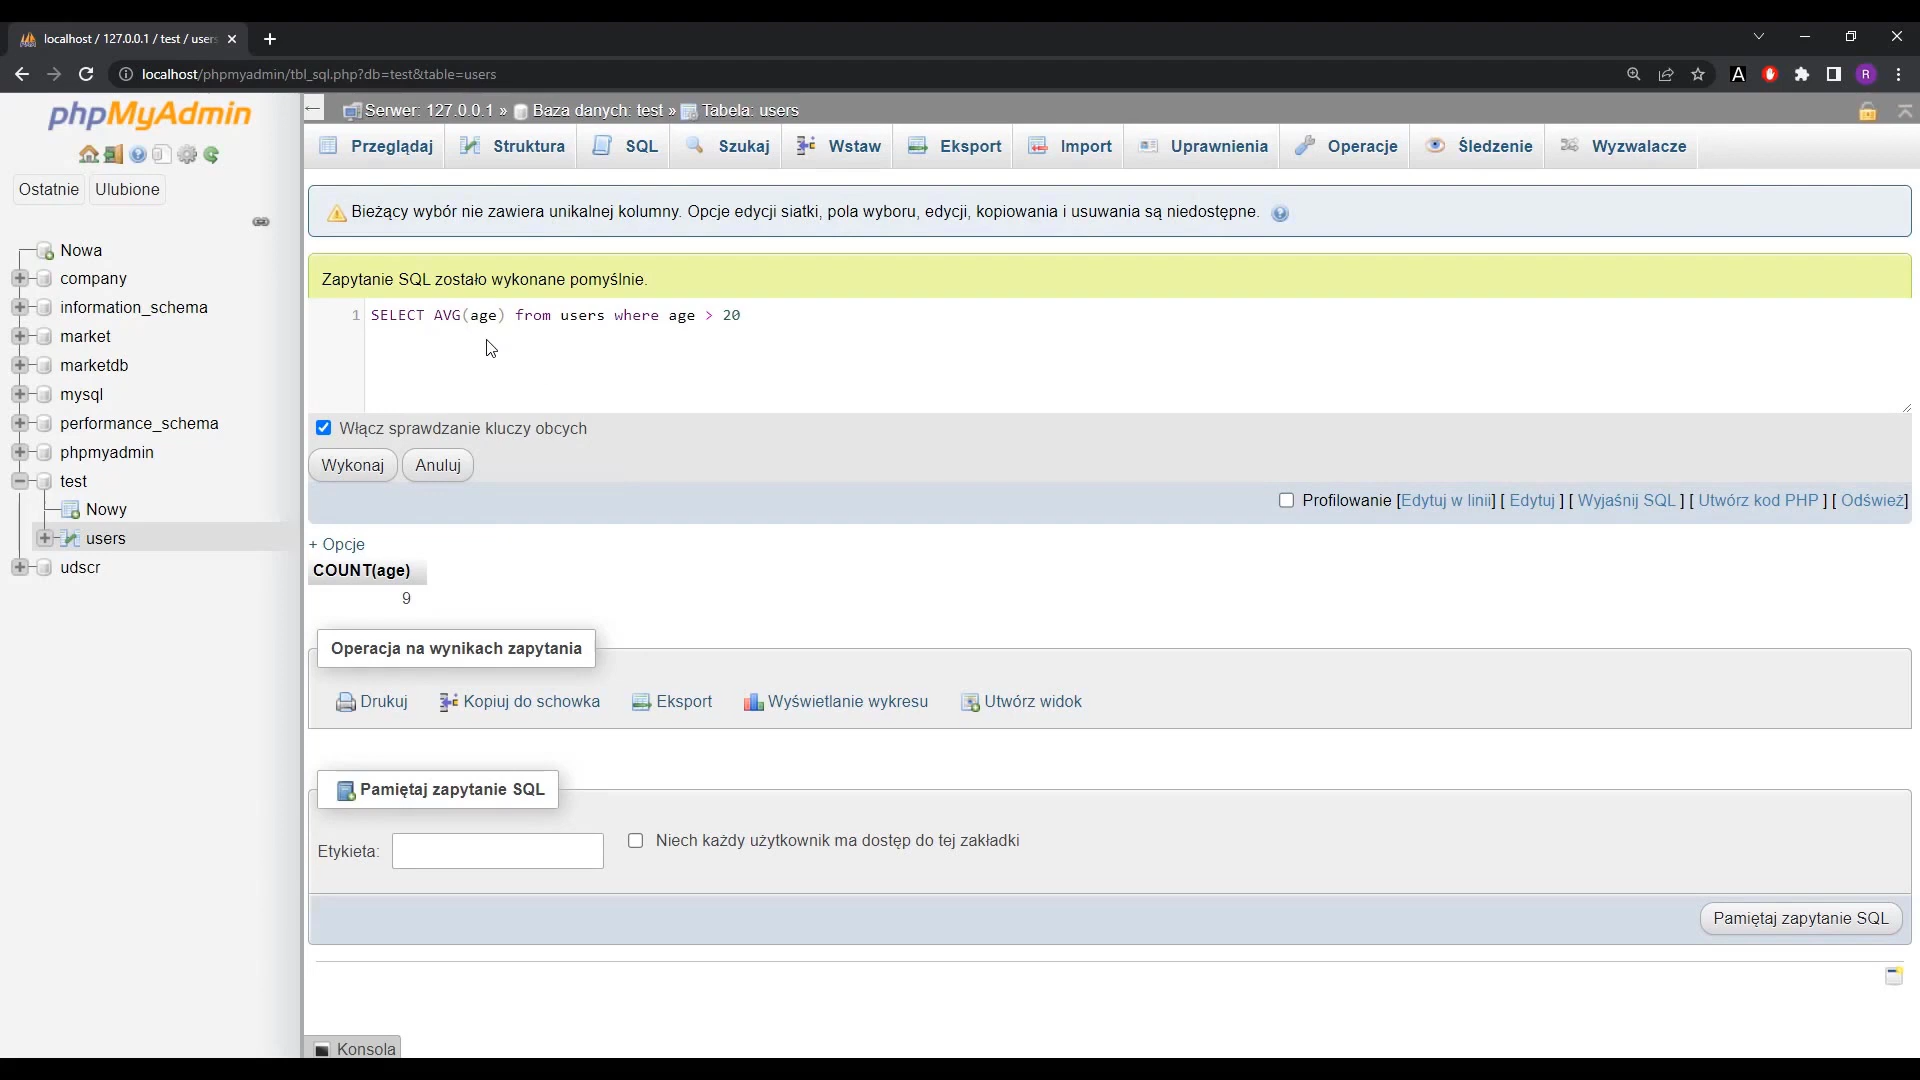 localhost / 127.0.0.1 / test / users
localhost/phpmyadmin/tbl_sql.php?db=test&table=users
A
R
phpMyAdmin
Ostatnie
Ulubione
Nowa
company
information_schema
market
marketdb
mysql
performance_schema
phpmyadmin
test
Nowy
users
udscr
Serwer: 127.0.0.1 » Baza danych: test » Tabela: users
Przeglądaj
Struktura
SQL
Szukaj
Wstaw
Eksport
Import
Uprawnienia
Operacje
Śledzenie
Wyzwalacze
Bieżący wybór nie zawiera unikalnej kolumny. Opcje edycji siatki, pola wyboru, edycji, kopiowania i usuwania są niedostępne.
Zapytanie SQL zostało wykonane pomyślnie.
1 SELECT AVG(age) from users where age > 20
Włącz sprawdzanie kluczy obcych
Wykonaj
Anuluj
Profilowanie [Edytuj w linii] [ Edytuj ] [ Wyjaśnij SQL ] [ Utwórz kod PHP ] [ Odśwież]
+ Opcje
COUNT(age)
9
Operacja na wynikach zapytania
Drukuj
Kopiuj do schowka
Eksport
Wyświetlanie wykresu
Utwórz widok
Pamiętaj zapytanie SQL
Etykieta:
Niech każdy użytkownik ma dostęp do tej zakładki
Pamiętaj zapytanie SQL
Konsola